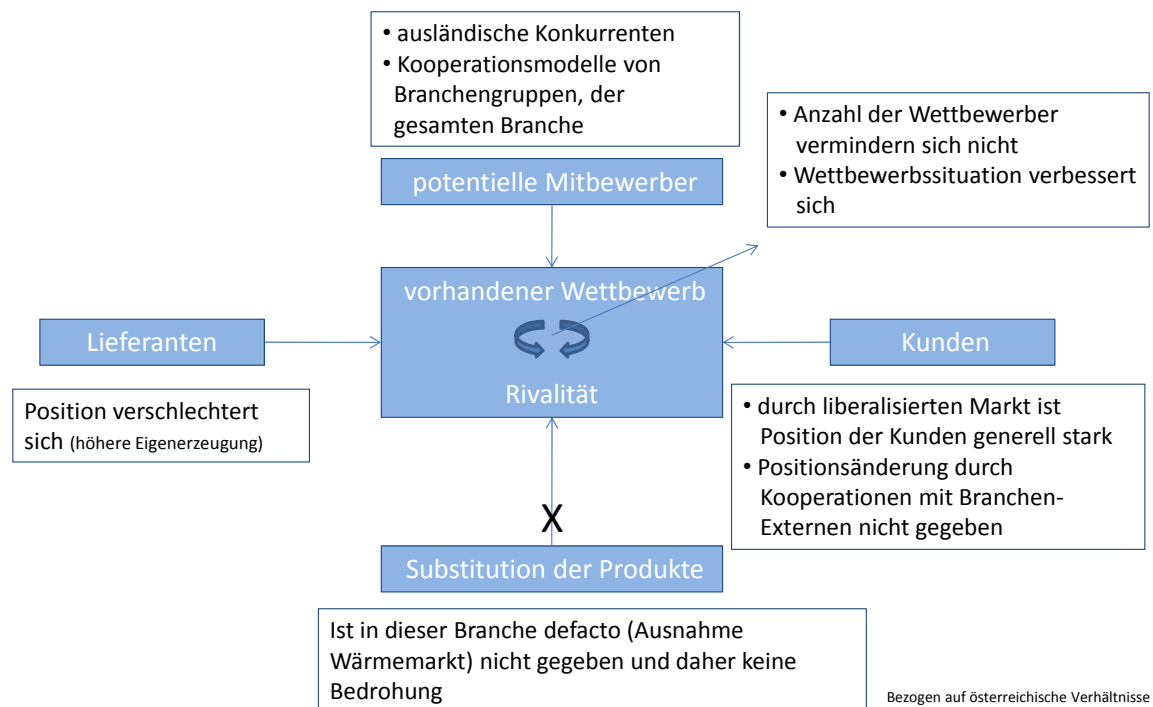 • ausländische Konkurrenten
• Kooperationsmodelle von
Branchengruppen, der
gesamten Branche
• Anzahl der Wettbewerber
vermindern sich nicht
• Wettbewerbssituation verbessert
sich
potentielle Mitbewerber
vorhandener Wettbewerb
Rivalität
Lieferanten
Kunden
Position verschlechtert
sich (höhere Eigenerzeugung)
• durch liberalisierten Markt ist
Position der Kunden generell stark
• Positionsänderung durch
Kooperationen mit Branchen-
Externen nicht gegeben
X
Substitution der Produkte
Ist in dieser Branche defacto (Ausnahme
Wärmemarkt) nicht gegeben und daher keine
Bedrohung
Bezogen auf österreichische Verhältnisse